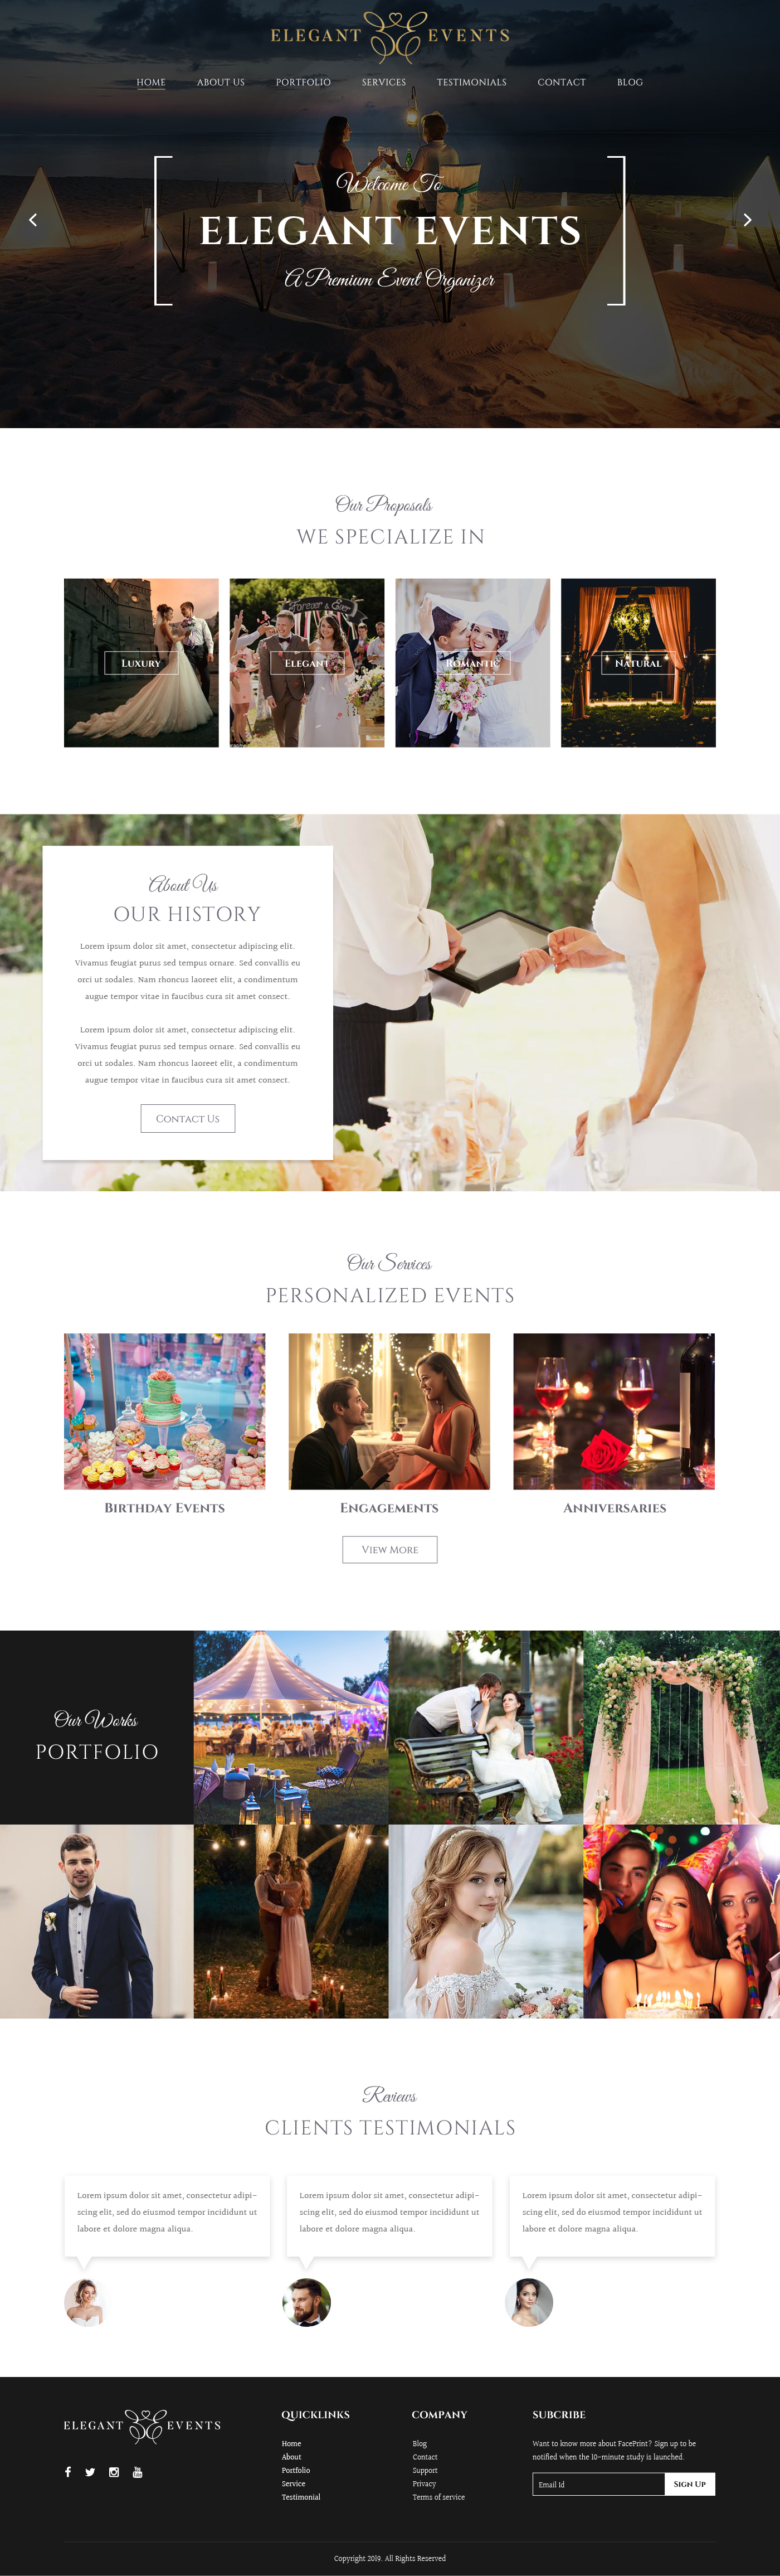 ELEGANT EVENTS
HOME ABOUT US PORTFOLIO SERVICES TESTIMONIALS CONTACT BLOG
Welcome To
ELEGANT EVENTS
A Premium Event Organizer
Our Proposals
WE SPECIALIZE IN
Forever & Ever
Luxury
Elegant
Romantic
Natural
About Us
OUR HISTORY
Lorem ipsum dolor sit amet, consectetur adipiscing elit.
Vivamus feugiat purus sed tempus ornare. Sed convallis eu
orci ut sodales. Nam rhoncus laoreet elit, a condimentum
augue tempor vitae in faucibus cura sit amet consect.
Lorem ipsum dolor sit amet, consectetur adipiscing elit.
Vivamus feugiat purus sed tempus ornare. Sed convallis eu
orci ut sodales. Nam rhoncus laoreet elit, a condimentum
augue tempor vitae in faucibus cura sit amet consect.
Contact Us
Our Services
PERSONALIZED EVENTS
Birthday Events
Engagements
Anniversaries
View More
Our Works
PORTFOLIO
Reviews
CLIENTS TESTIMONIALS
Lorem ipsum dolor sit amet, consectetur adipi-
scing elit, sed do eiusmod tempor incididunt ut
labore et dolore magna aliqua.
Lorem ipsum dolor sit amet, consectetur adipi-
scing elit, sed do eiusmod tempor incididunt ut
labore et dolore magna aliqua.
Lorem ipsum dolor sit amet, consectetur adipi-
scing elit, sed do eiusmod tempor incididunt ut
labore et dolore magna aliqua.
ELEGANT EVENTS
QUICKLINKS
Home
About
Portfolio
Service
Testimonial
COMPANY
Blog
Contact
Support
Privacy
Terms of service
SUBCRIBE
Want to know more about FacePrint? Sign up to be
notified when the 10-minute study is launched.
Email Id
Sign Up
Copyright 2019. All Rights Reserved